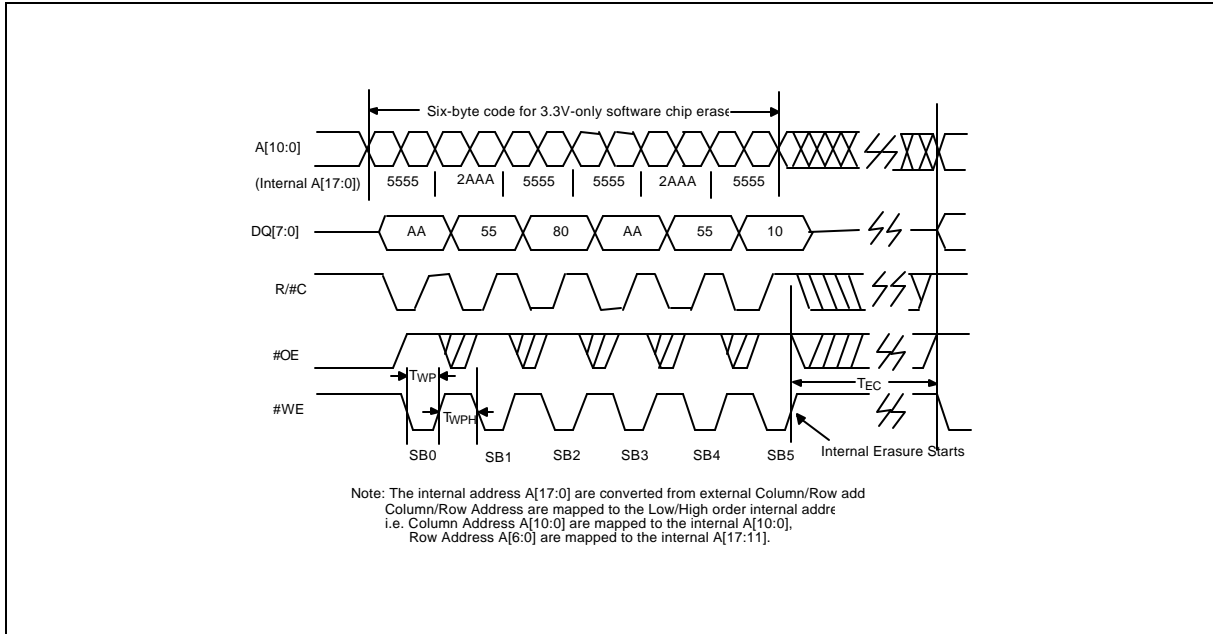 Six-byte code for 3.3V-only software chip erase
A[10:0]
(Internal A[17:0])
5555 2AAA 5555 5555 2AAA 5555
DQ[7:0]
AA 55 80 AA 55 10
R/#C
#OE
TWP
TEC
#WE
TWPH
SB0 SB1 SB2 SB3 SB4 SB5
Internal Erasure Starts
Note: The internal address A[17:0] are converted from external Column/Row add
Column/Row Address are mapped to the Low/High order internal addre
i.e. Column Address A[10:0] are mapped to the internal A[10:0],
Row Address A[6:0] are mapped to the internal A[17:11].